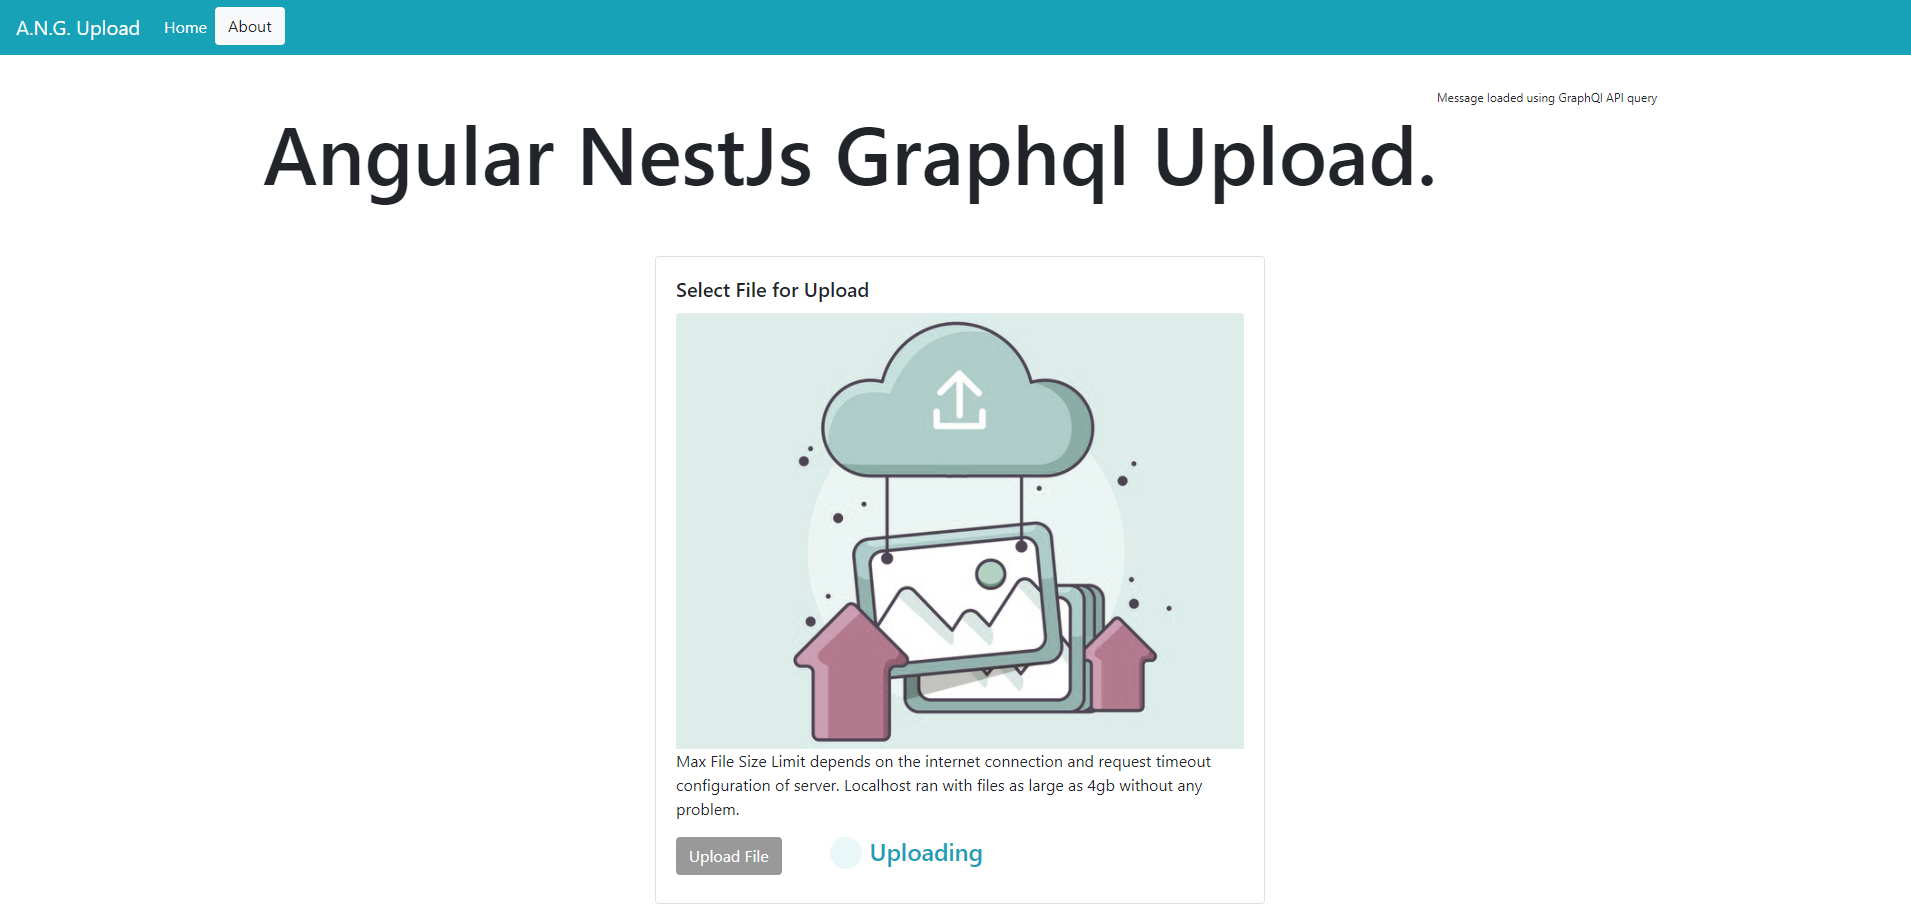 A.N.G. Upload Home About
Message loaded using GraphQl API query
Angular NestJs Graphql Upload.
Select File for Upload
Max File Size Limit depends on the internet connection and request timeout
configuration of server. Localhost ran with files as large as 4gb without any
problem.
Upload File Uploading